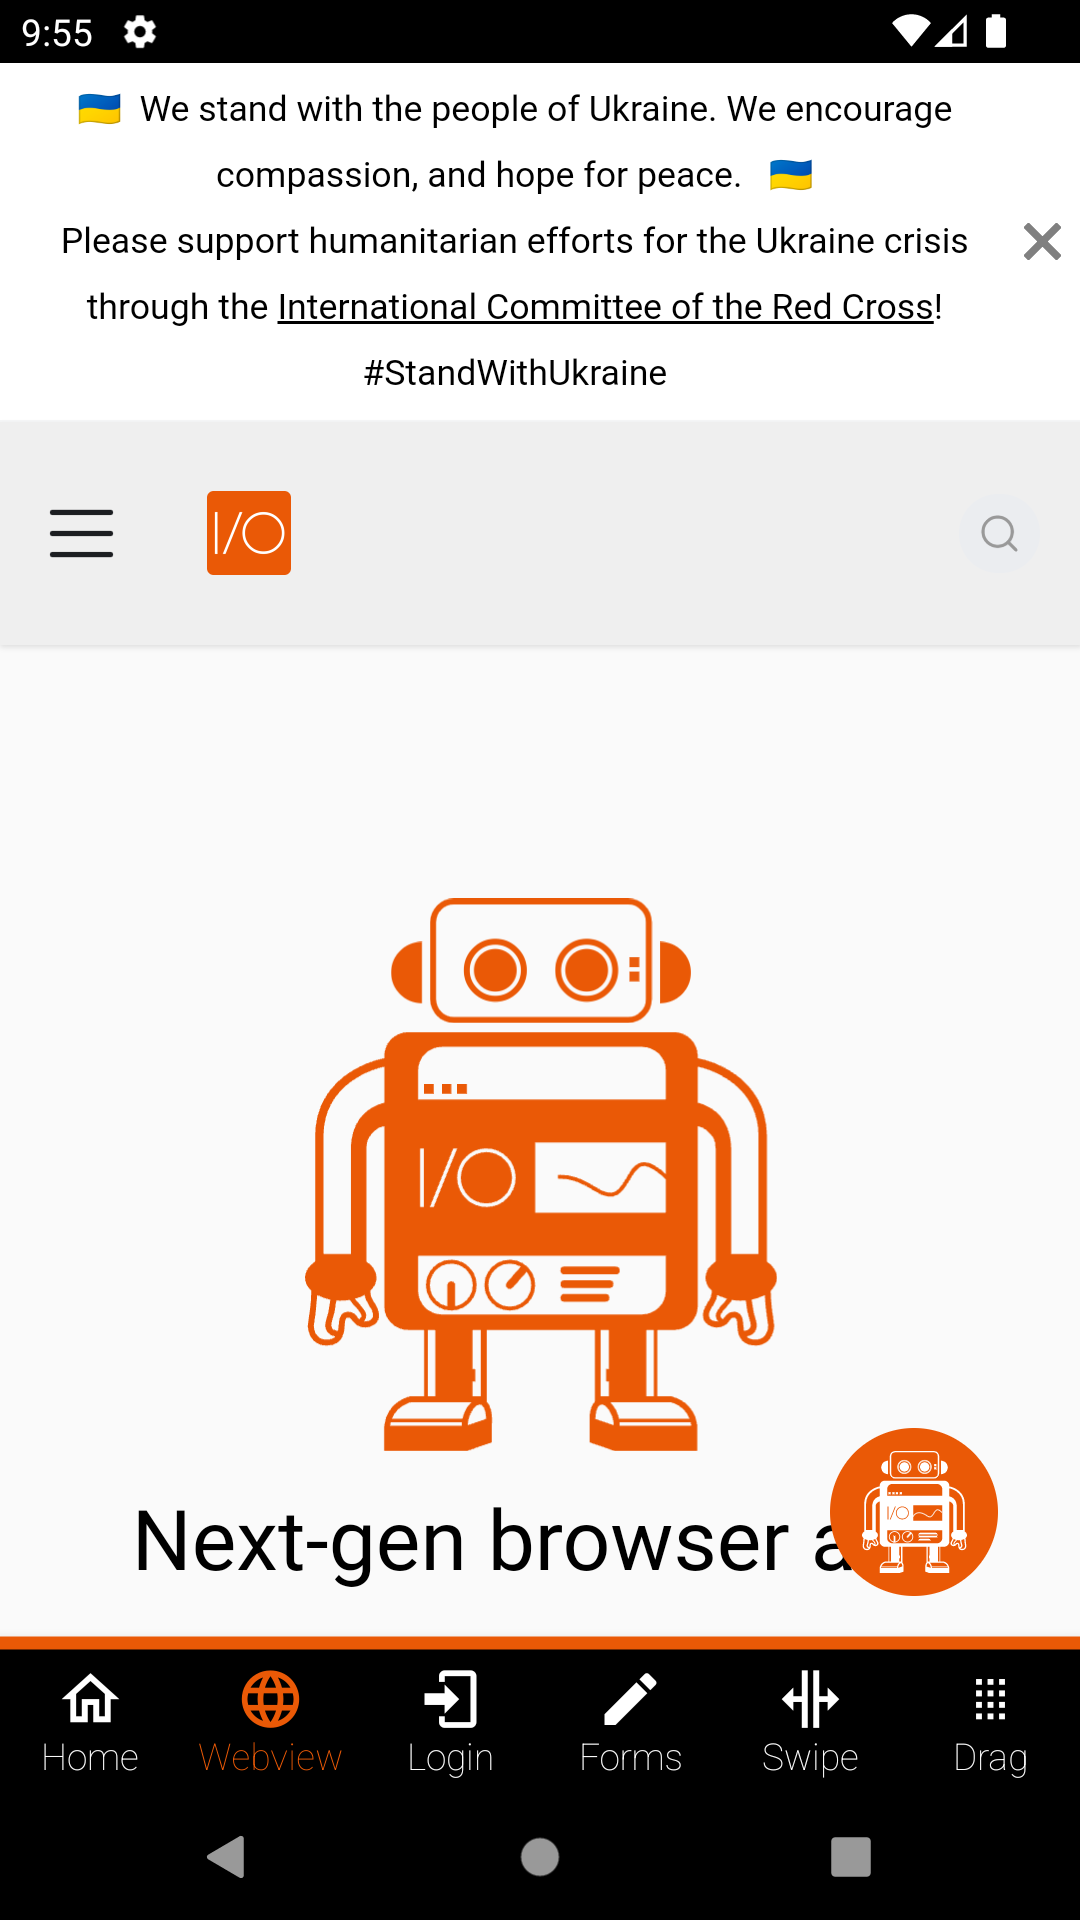 9:55
🇺🇦 We stand with the people of Ukraine. We encourage
compassion, and hope for peace. 🇺🇦
Please support humanitarian efforts for the Ukraine crisis
through the International Committee of the Red Cross!
#StandWithUkraine
I/O
I/O
I/O
Next-gen browser a
Home Webview Login Forms Swipe Drag